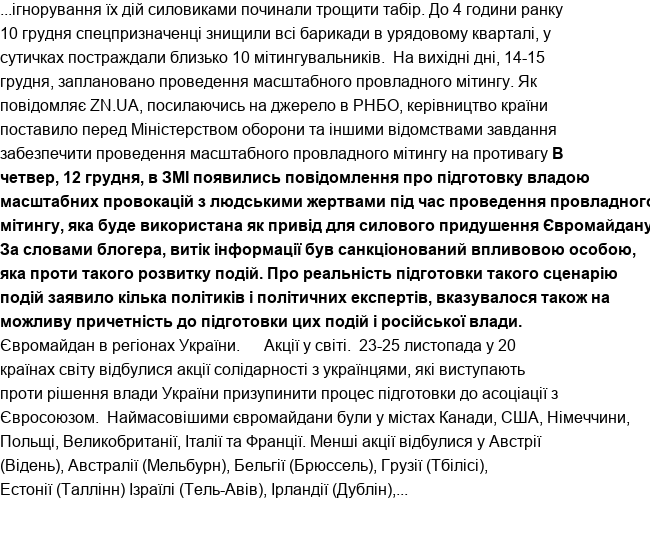 ...ігнорування їх дій силовиками починали трощити табір. До 4 години ранку
10 грудня спецпризначенці знищили всі барикади в урядовому кварталі, у
сутичках постраждали близько 10 мітингувальників. На вихідні дні, 14-15
грудня, заплановано проведення масштабного провладного мітингу. Як
повідомляє ZN.UA, посилаючись на джерело в РНБО, керівництво країни
поставило перед Міністерством оборони та іншими відомствами завдання
забезпечити проведення масштабного провладного мітингу на противагу В
четвер, 12 грудня, в ЗМІ появились повідомлення про підготовку владою
масштабних провокацій з людськими жертвами під час проведення провладного
мітингу, яка буде використана як привід для силового придушення Євромайдану
За словами блогера, витік інформації був санкціонований впливовою особою,
яка проти такого розвитку подій. Про реальність підготовки такого сценарію
подій заявило кілька політиків і політичних експертів, вказувалося також на
можливу причетність до підготовки цих подій і російської влади.
Євромайдан в регіонах України. Акції у світі. 23-25 листопада у 20
країнах світу відбулися акції солідарності з українцями, які виступають
проти рішення влади України призупинити процес підготовки до асоціації з
Євросоюзом. Наймасовішими євромайдани були у містах Канади, США, Німеччини,
Польщі, Великобританії, Італії та Франції. Менші акції відбулися у Австрії
(Відень), Австралії (Мельбурн), Бельгії (Брюссель), Грузії (Тбілісі),
Естонії (Таллінн) Ізраїлі (Тель-Авів), Ірландії (Дублін),...